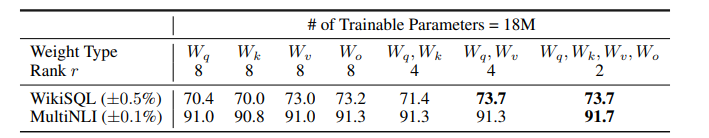 # of Trainable Parameters = 18M
Weight Type W_q W_k W_v W_o W_q, W_k W_q, W_v W_q, W_k, W_v, W_o
Rank r 8 8 8 8 4 4 2
WikiSQL (±0.5%) 70.4 70.0 73.0 73.2 71.4 73.7 73.7
MultiNLI (±0.1%) 91.0 90.8 91.0 91.3 91.3 91.3 91.7